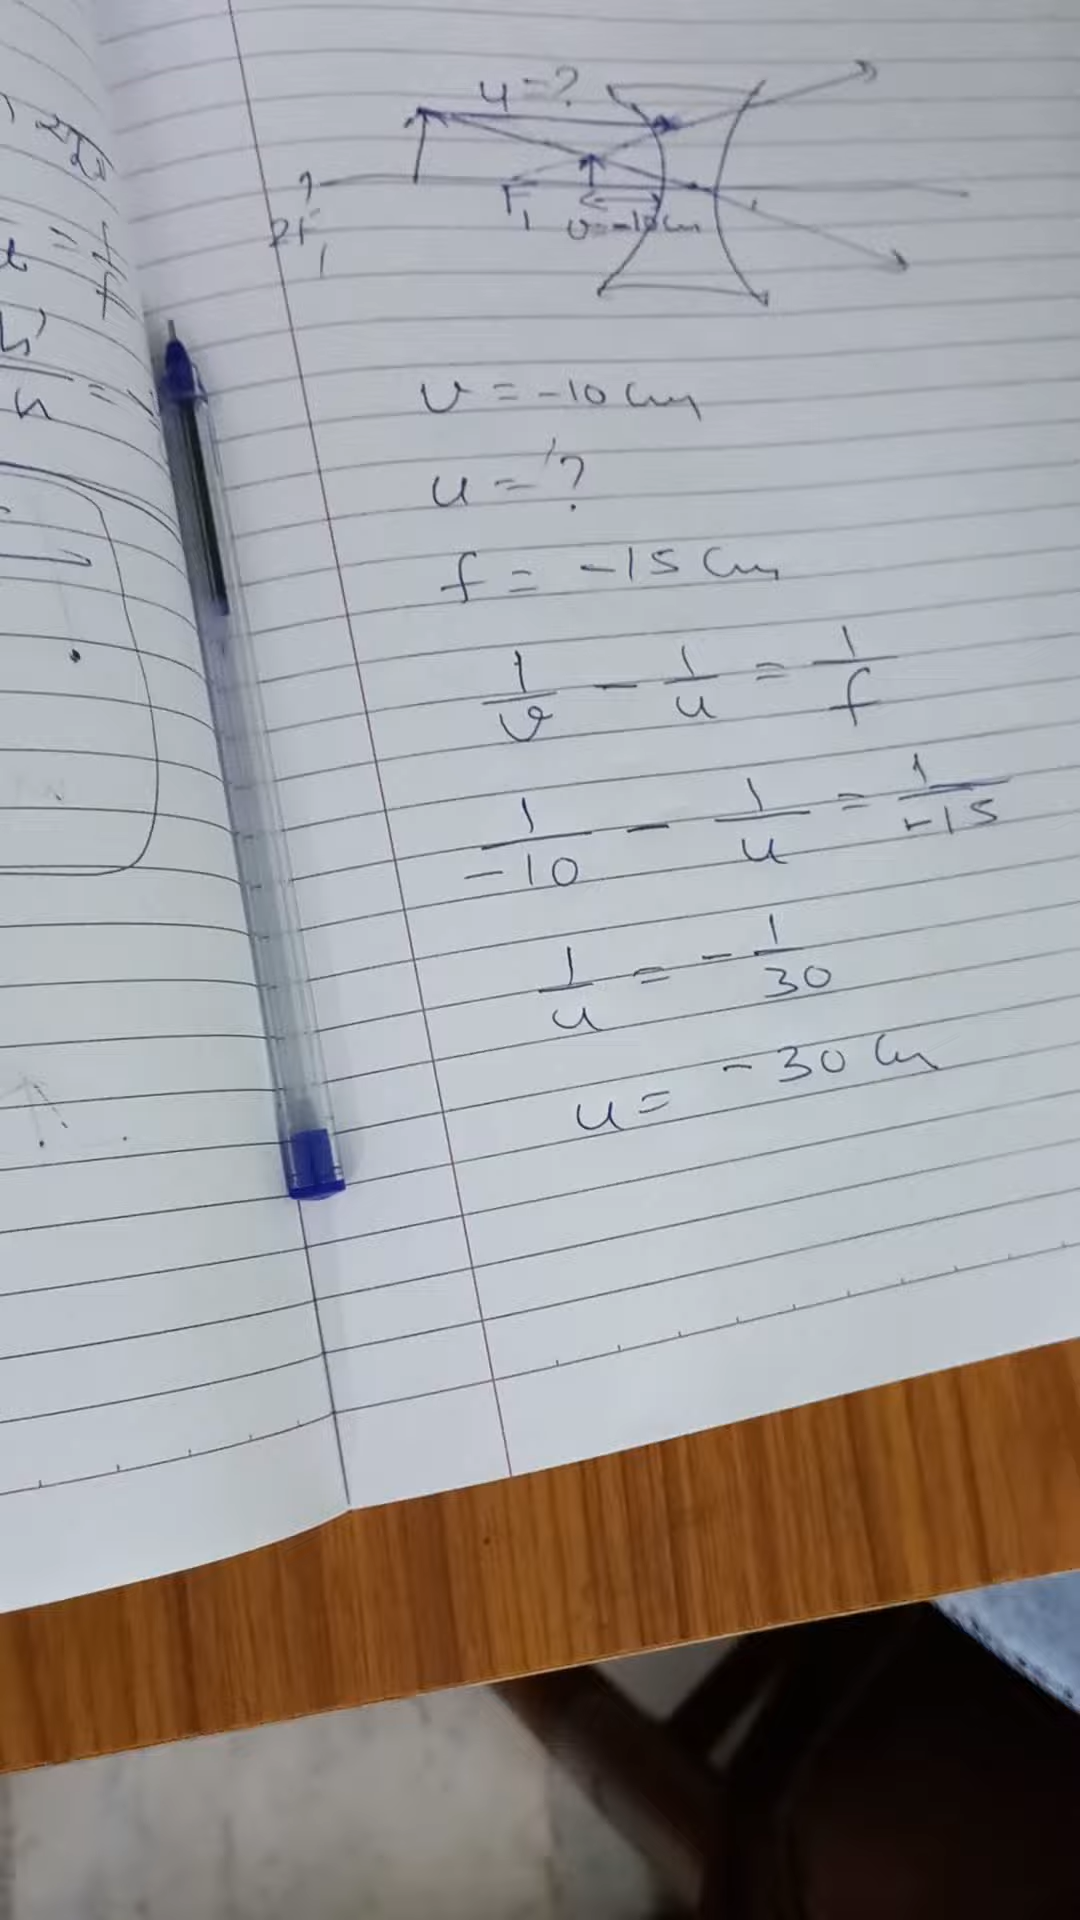 u = ?
F₁
2F₁
v = -10 cm
v = -10 cm
u = ?
f = -15 cm
1/v - 1/u = 1/f
1/-10 - 1/u = 1/-15
1/u = - 1/30
u = -30 cm
= 1/f
h'/h =